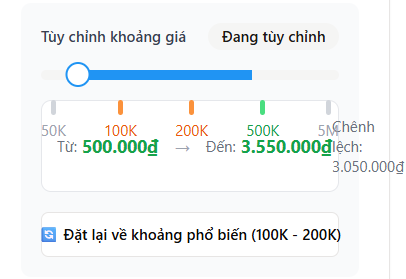 Tùy chỉnh khoảng giá
Đang tùy chỉnh
50K 100K 200K 500K 5M
Từ: 500.000₫ → Đến: 3.550.000₫
Chênh
lệch:
3.050.000₫
Đặt lại về khoảng phổ biến (100K - 200K)